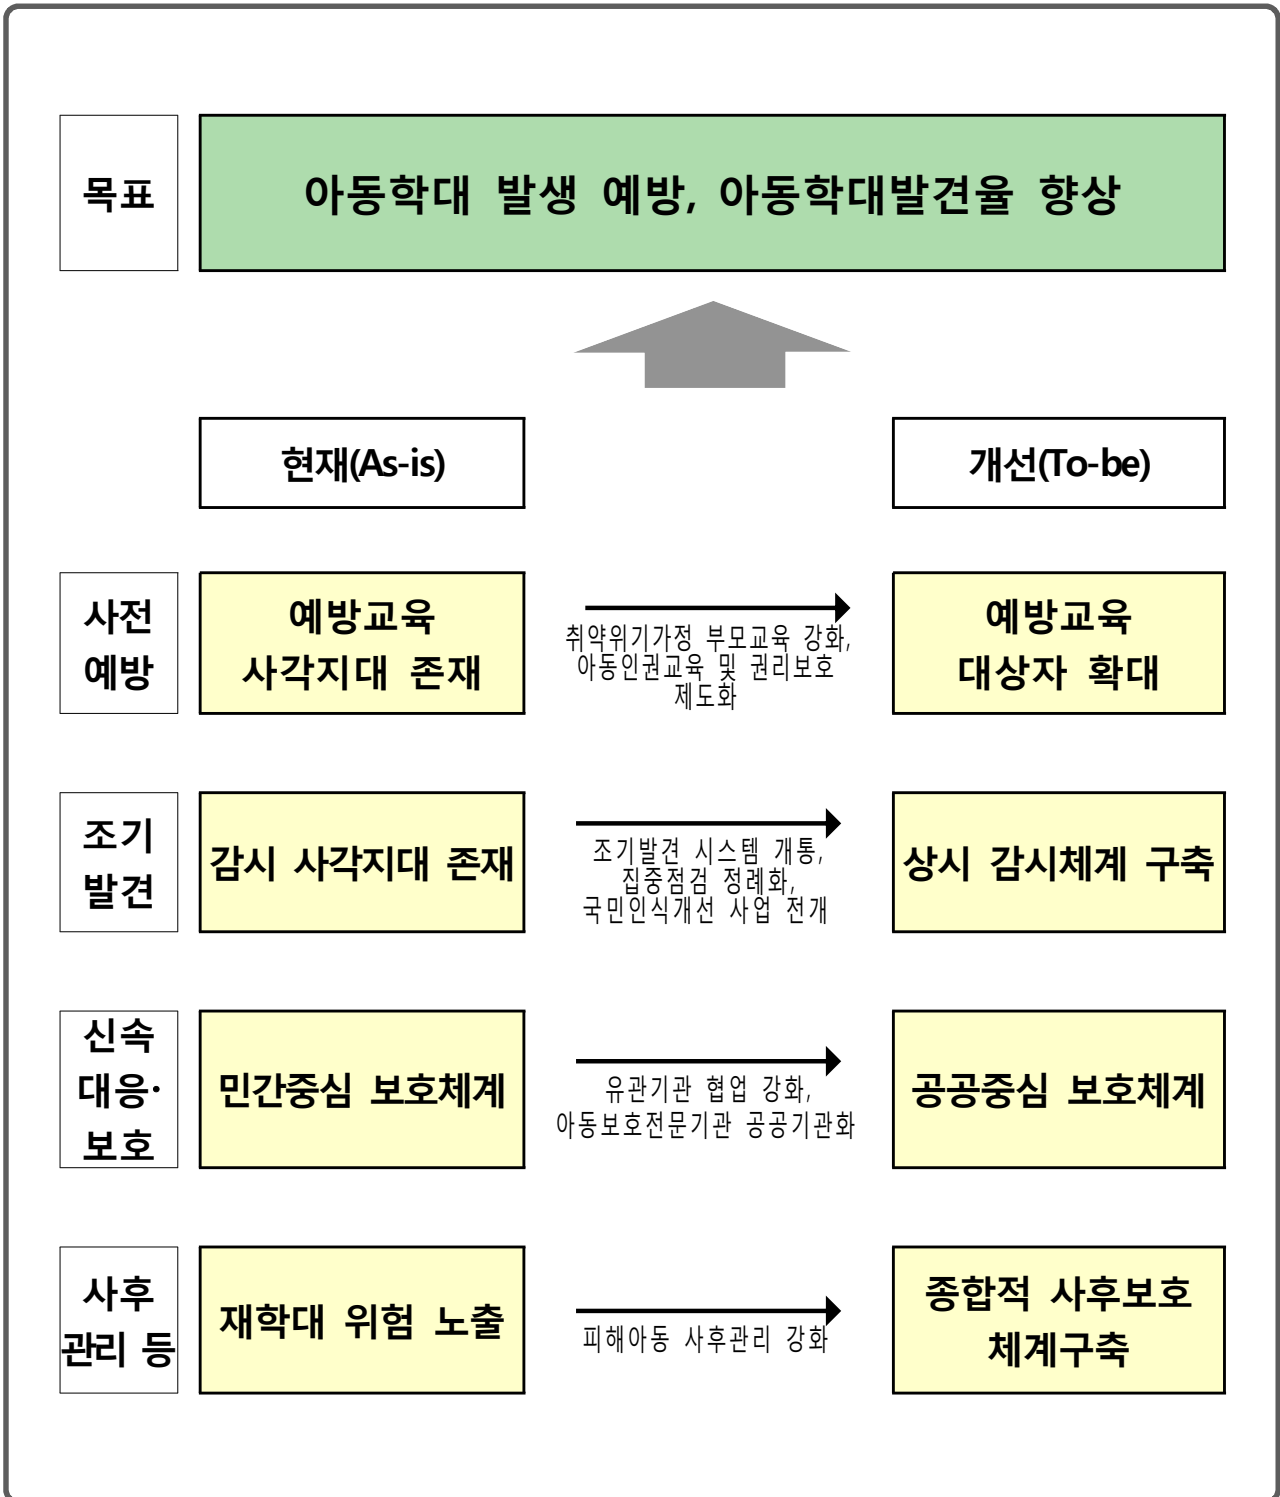 목표
아동학대 발생 예방, 아동학대발견율 향상
현재(As-is)
개선(To-be)
사전
예방
예방교육
사각지대 존재
취약위기가정 부모교육 강화,
아동인권교육 및 권리보호
제도화
예방교육
대상자 확대
조기
발견
감시 사각지대 존재
조기발견 시스템 개통,
집중점검 정례화,
국민인식개선 사업 전개
상시 감시체계 구축
신속
대응·
보호
민간중심 보호체계
유관기관 협업 강화,
아동보호전문기관 공공기관화
공공중심 보호체계
사후
관리 등
재학대 위험 노출
피해아동 사후관리 강화
종합적 사후보호
체계구축